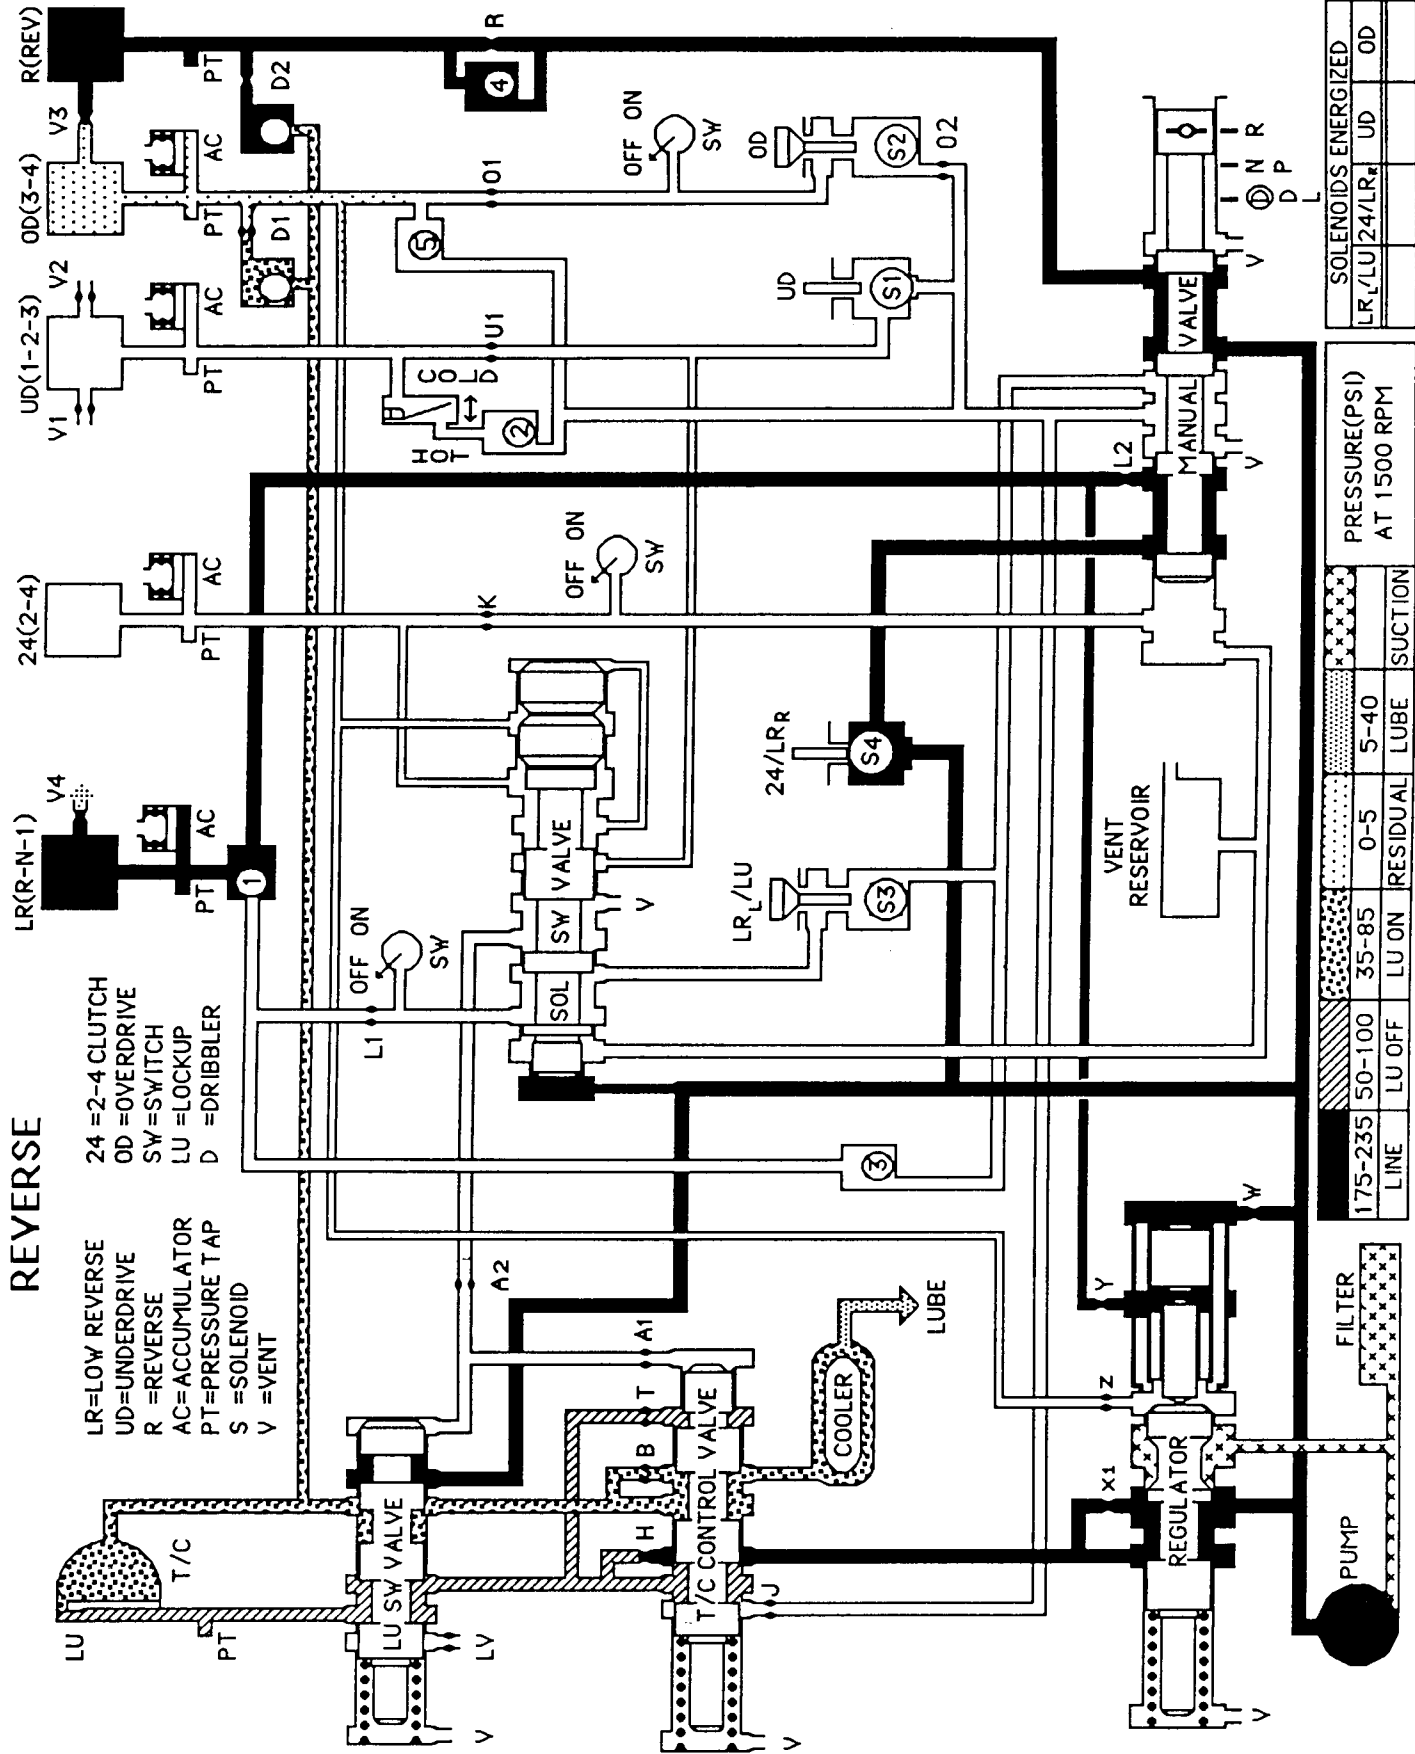 REVERSE
LR=LOW REVERSE
UD=UNDERDRIVE
R =REVERSE
AC=ACCUMULATOR
PT=PRESSURE TAP
S =SOLENOID
V =VENT
24 =2-4 CLUTCH
OD =OVERDRIVE
SW=SWITCH
LU =LOCKUP
D =DRIBBLER
LR(R-N-1)
V4
PT
AC
1
24(2-4)
PT
AC
UD(1-2-3)
V1
V2
PT
AC
OD(3-4)
V3
PT
AC
R(REV)
PT
D1
D2
R
4
5
O1
U1
COLD
HOT
2
K
OFF ON
SW
OFF ON
SW
OFF ON
SW
L1
OD
S2
O2
UD
S1
24/LRR
S4
LRL/LU
S3
SOL SW VALVE
V
3
A2
A1
T
B
H
J
LU
PT
T/C
LU SW VALVE
LV
V
T/C CONTROL VALVE
V
COOLER
LUBE
VENT
RESERVOIR
L2
MANUAL VALVE
V
V
R
N P
D D
L
Y
Z
W
X1
REGULATOR
V
PUMP
FILTER
175-235 50-100 35-85 0-5 5-40
LINE LU OFF LU ON RESIDUAL LUBE SUCTION
PRESSURE(PSI)
AT 1500 RPM
SOLENOIDS ENERGIZED
LRL/LU 24/LRR UD OD